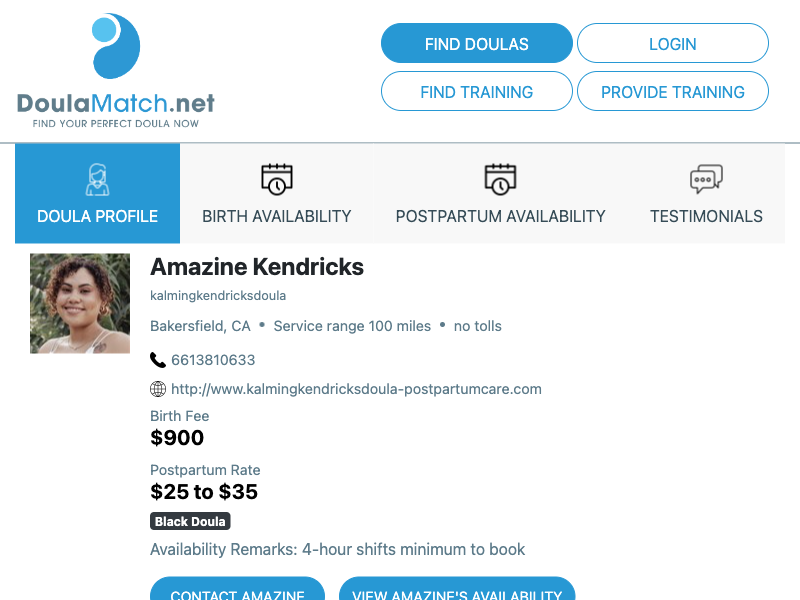 FIND DOULAS
LOGIN
FIND TRAINING
PROVIDE TRAINING
DoulaMatch.net
FIND YOUR PERFECT DOULA NOW
DOULA PROFILE
BIRTH AVAILABILITY
POSTPARTUM AVAILABILITY
TESTIMONIALS
Amazine Kendricks
kalmingkendricksdoula
Bakersfield, CA • Service range 100 miles • no tolls
6613810633
http://www.kalmingkendricksdoula-postpartumcare.com
Birth Fee
$900
Postpartum Rate
$25 to $35
Black Doula
Availability Remarks: 4-hour shifts minimum to book
CONTACT AMAZINE
VIEW AMAZINE'S AVAILABILITY